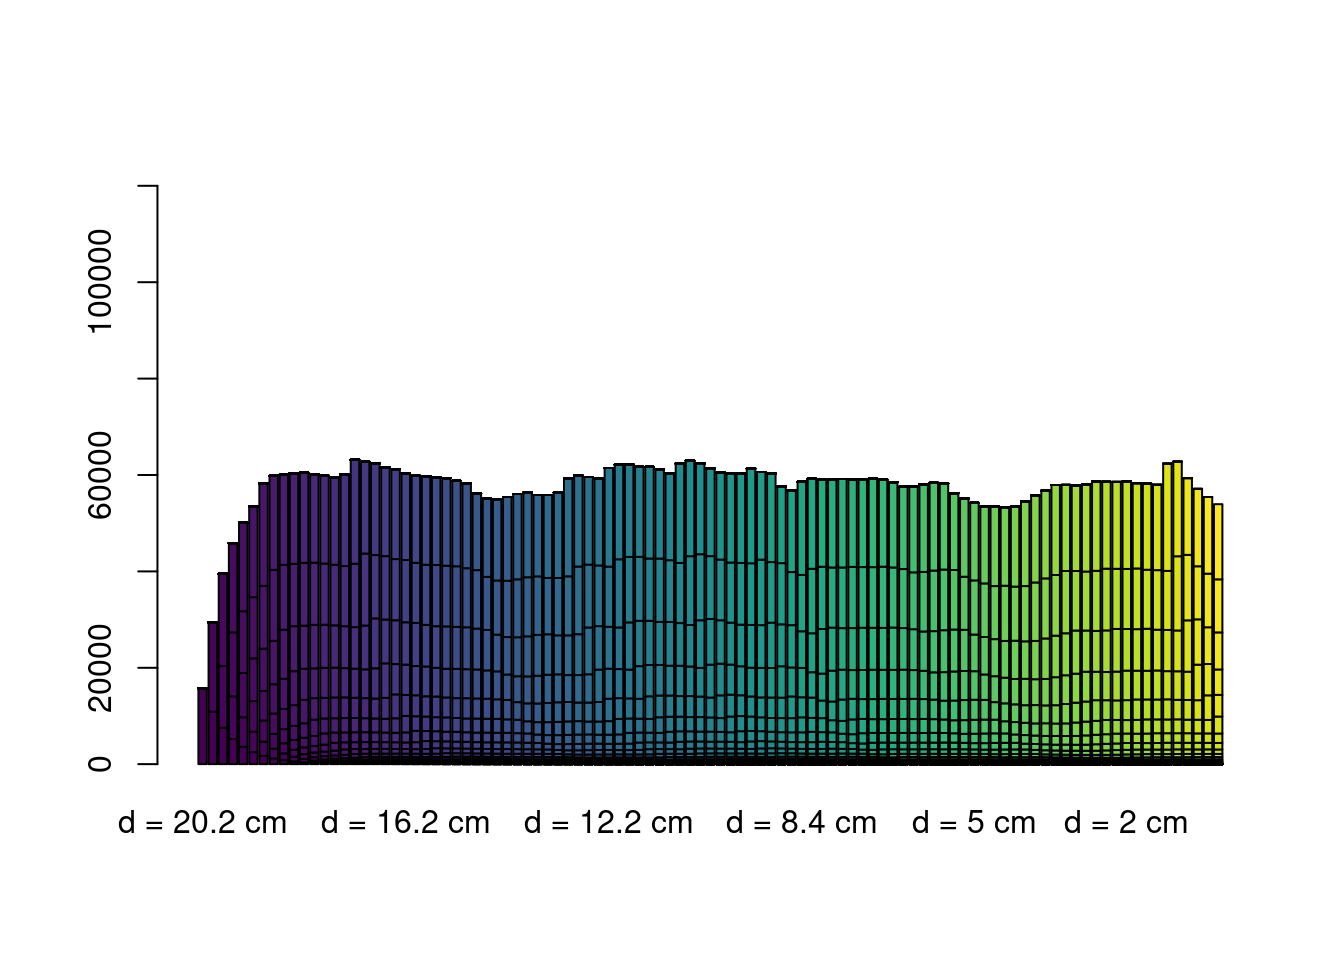 100000
60000
20000
0
d = 20.2 cm d = 16.2 cm d = 12.2 cm d = 8.4 cm d = 5 cm d = 2 cm